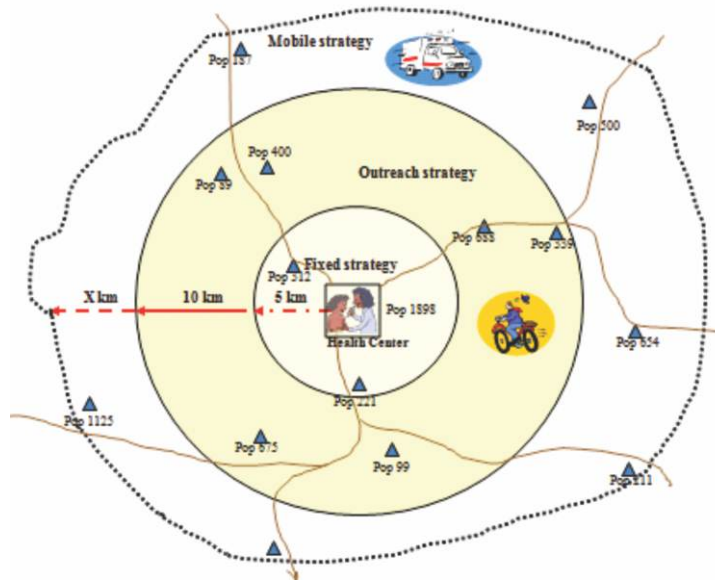 Mobile strategy
Pop 187
Pop 500
Pop 400
Pop 89
Outreach strategy
Pop 688
Pop 339
Fixed strategy
Pop 312
X km
10 km
5 km
Pop 1898
Health Center
Pop 654
Pop 221
Pop 1125
Pop 675
Pop 99
Pop 211